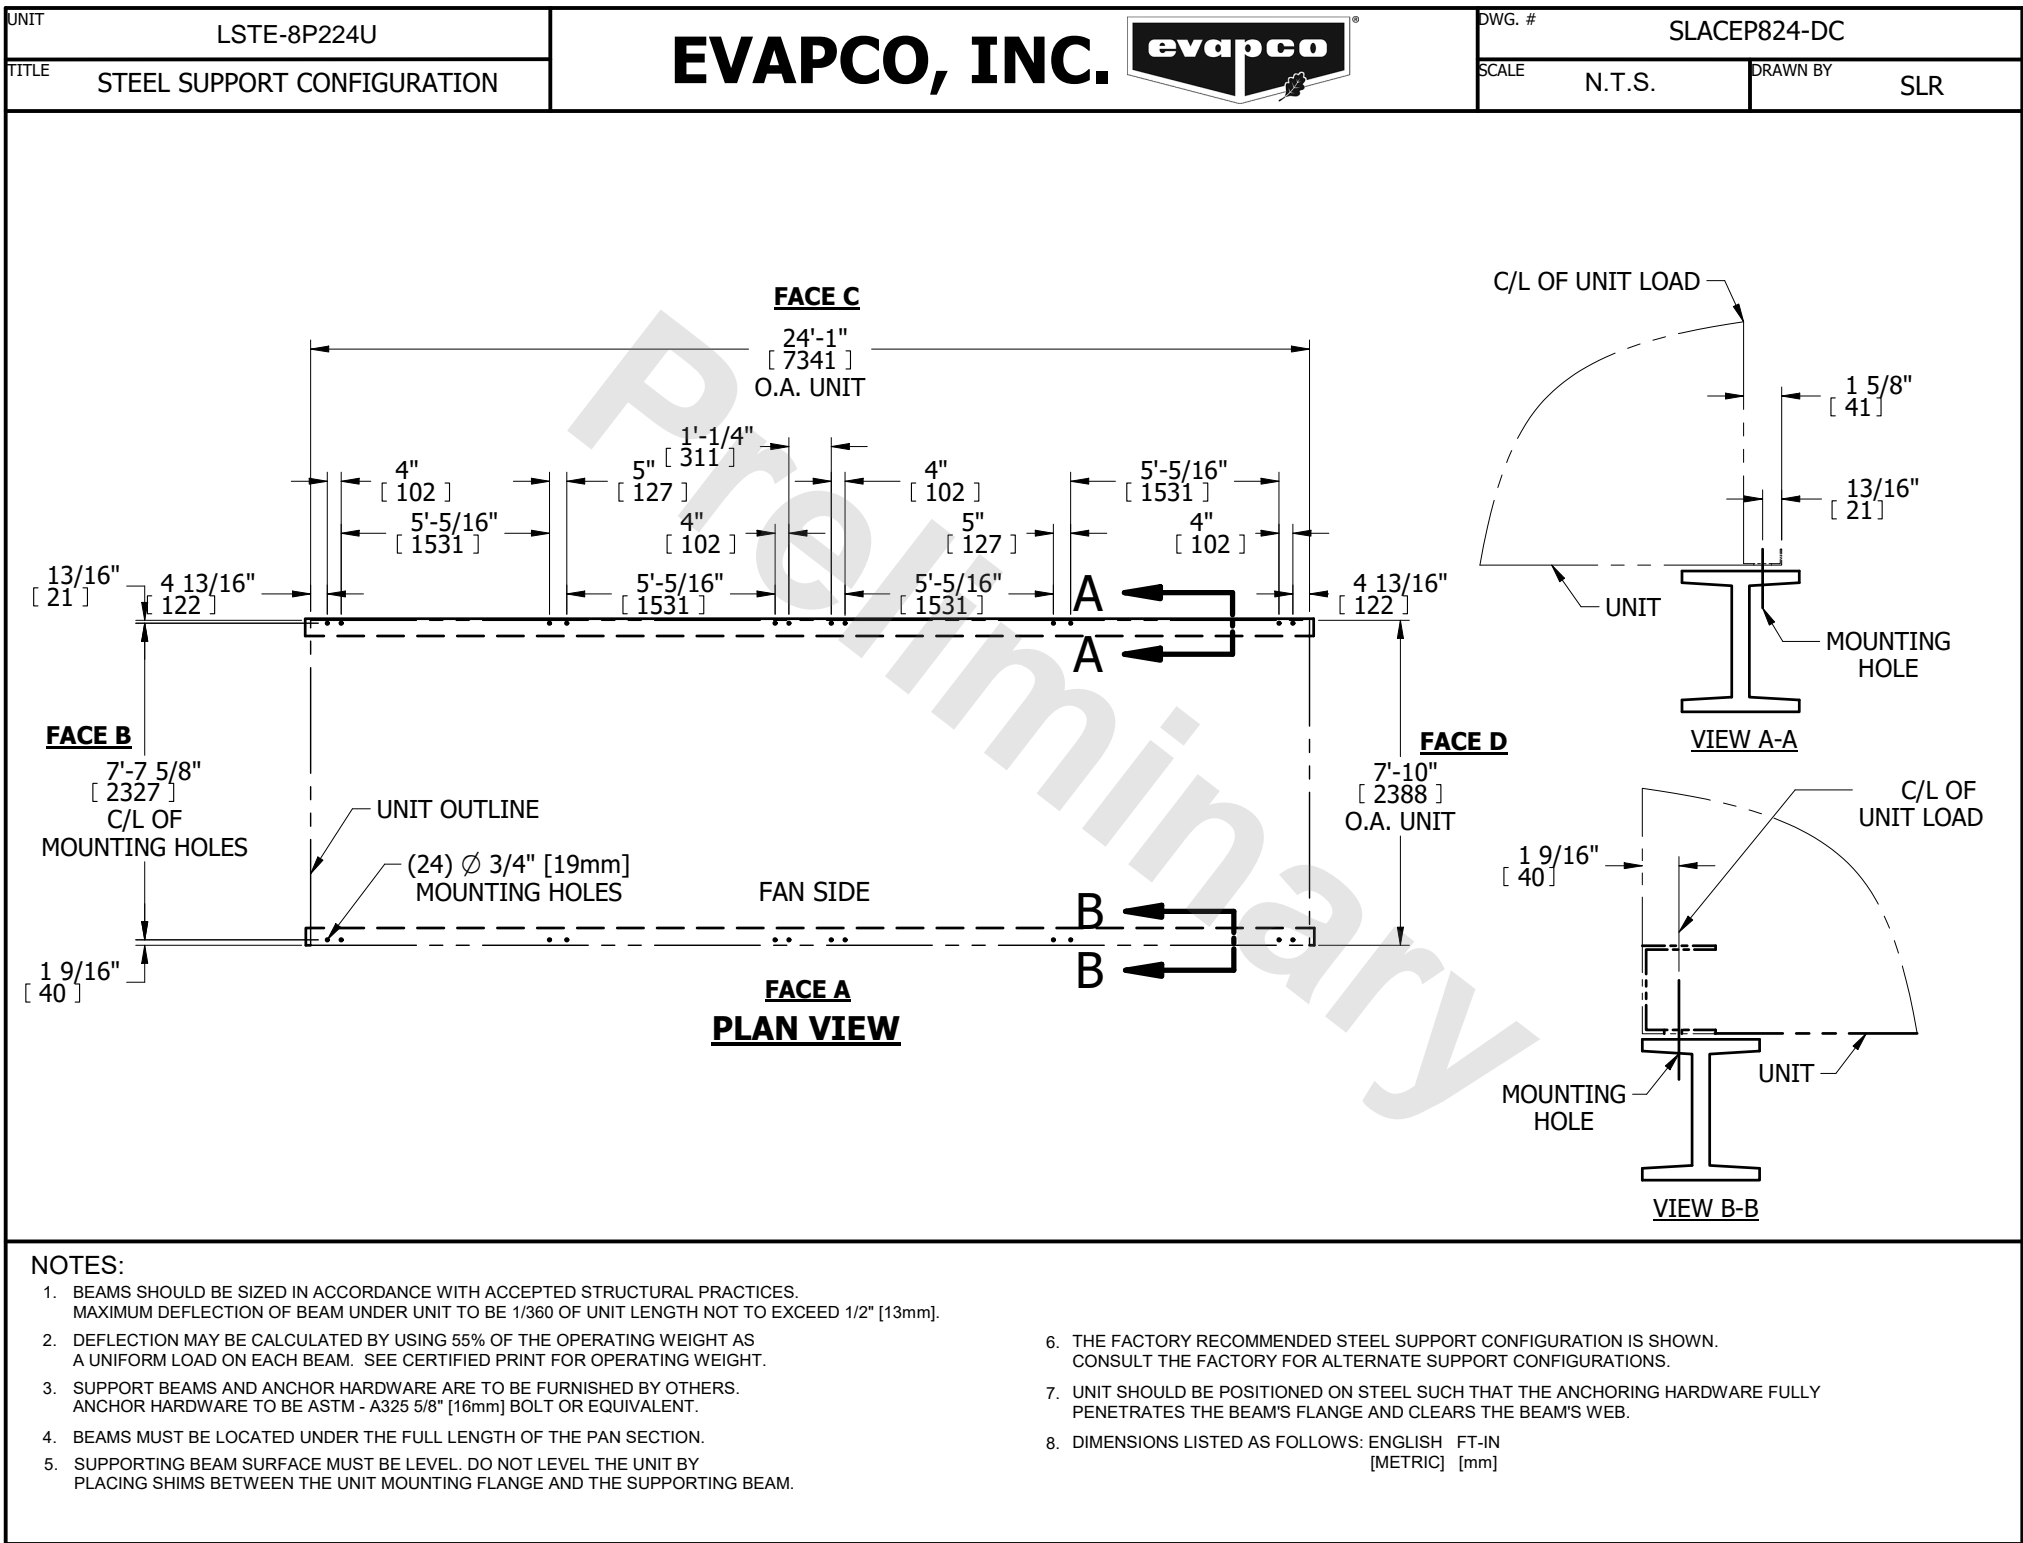 UNIT
LSTE-8P224U
TITLE
STEEL SUPPORT CONFIGURATION
EVAPCO, INC.
evapco
®
DWG. #
SLACEP824-DC
SCALE
N.T.S.
DRAWN BY
SLR
Preliminary
FACE C
24'-1"
[ 7341 ]
O.A. UNIT
1'-1/4"
[ 311 ]
4"
[ 102 ]
5"
[ 127 ]
4"
[ 102 ]
5'-5/16"
[ 1531 ]
5'-5/16"
[ 1531 ]
4"
[ 102 ]
5"
[ 127 ]
4"
[ 102 ]
13/16"
[ 21 ]
4 13/16"
[ 122 ]
5'-5/16"
[ 1531 ]
5'-5/16"
[ 1531 ]
4 13/16"
[ 122 ]
A
A
FACE B
7'-7 5/8"
[ 2327 ]
C/L OF
MOUNTING HOLES
UNIT OUTLINE
(24) Ø 3/4" [19mm]
MOUNTING HOLES
FAN SIDE
FACE D
7'-10"
[ 2388 ]
O.A. UNIT
B
B
1 9/16"
[ 40 ]
FACE A
PLAN VIEW
C/L OF UNIT LOAD
1 5/8"
[ 41 ]
13/16"
[ 21 ]
UNIT
MOUNTING
HOLE
VIEW A-A
C/L OF
UNIT LOAD
1 9/16"
[ 40 ]
UNIT
MOUNTING
HOLE
VIEW B-B
NOTES:
1. BEAMS SHOULD BE SIZED IN ACCORDANCE WITH ACCEPTED STRUCTURAL PRACTICES.
MAXIMUM DEFLECTION OF BEAM UNDER UNIT TO BE 1/360 OF UNIT LENGTH NOT TO EXCEED 1/2" [13mm].
2. DEFLECTION MAY BE CALCULATED BY USING 55% OF THE OPERATING WEIGHT AS
A UNIFORM LOAD ON EACH BEAM. SEE CERTIFIED PRINT FOR OPERATING WEIGHT.
3. SUPPORT BEAMS AND ANCHOR HARDWARE ARE TO BE FURNISHED BY OTHERS.
ANCHOR HARDWARE TO BE ASTM - A325 5/8" [16mm] BOLT OR EQUIVALENT.
4. BEAMS MUST BE LOCATED UNDER THE FULL LENGTH OF THE PAN SECTION.
5. SUPPORTING BEAM SURFACE MUST BE LEVEL. DO NOT LEVEL THE UNIT BY
PLACING SHIMS BETWEEN THE UNIT MOUNTING FLANGE AND THE SUPPORTING BEAM.
6. THE FACTORY RECOMMENDED STEEL SUPPORT CONFIGURATION IS SHOWN.
CONSULT THE FACTORY FOR ALTERNATE SUPPORT CONFIGURATIONS.
7. UNIT SHOULD BE POSITIONED ON STEEL SUCH THAT THE ANCHORING HARDWARE FULLY
PENETRATES THE BEAM'S FLANGE AND CLEARS THE BEAM'S WEB.
8. DIMENSIONS LISTED AS FOLLOWS: ENGLISH FT-IN
[METRIC] [mm]